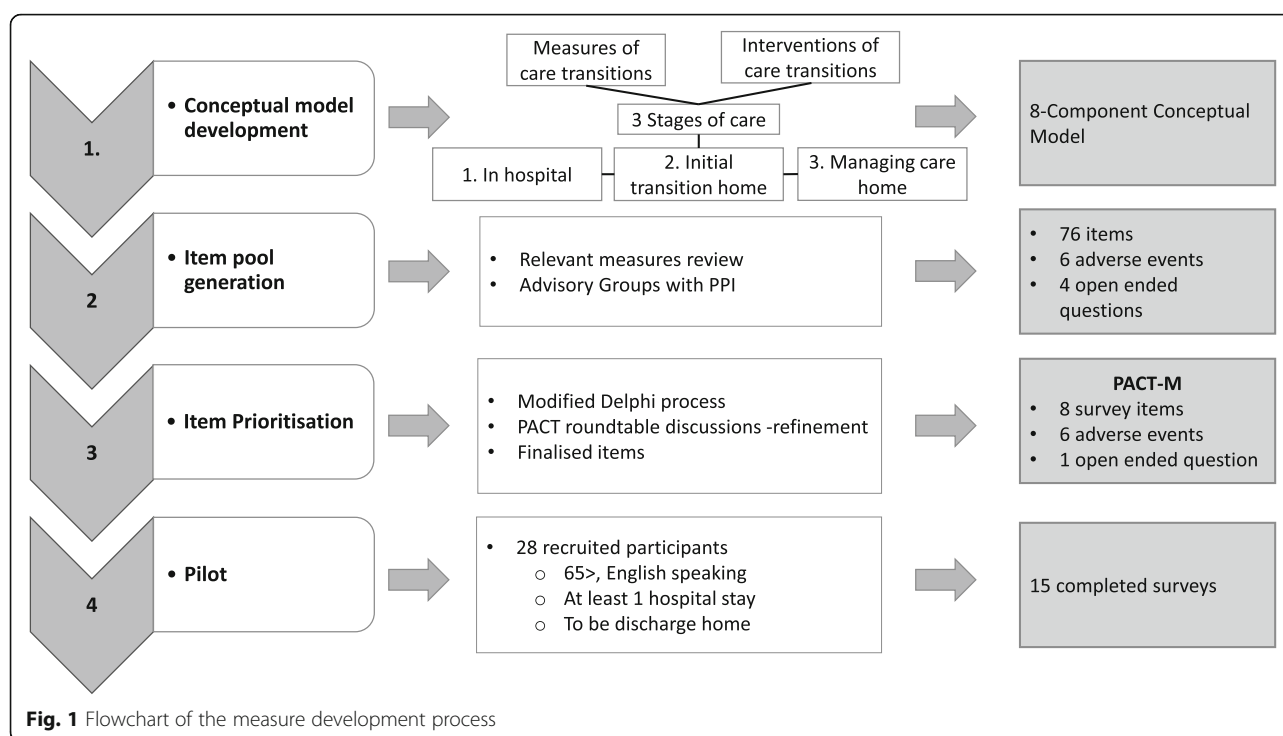 1.
• Conceptual model
development
Measures of
care transitions
Interventions of
care transitions
3 Stages of care
1. In hospital
2. Initial
transition home
3. Managing care
home
8-Component Conceptual
Model
2
• Item pool
generation
• Relevant measures review
• Advisory Groups with PPI
• 76 items
• 6 adverse events
• 4 open ended
questions
3
• Item Prioritisation
• Modified Delphi process
• PACT roundtable discussions -refinement
• Finalised items
PACT-M
• 8 survey items
• 6 adverse events
• 1 open ended question
4
• Pilot
• 28 recruited participants
o 65>, English speaking
o At least 1 hospital stay
o To be discharge home
15 completed surveys
Fig. 1 Flowchart of the measure development process